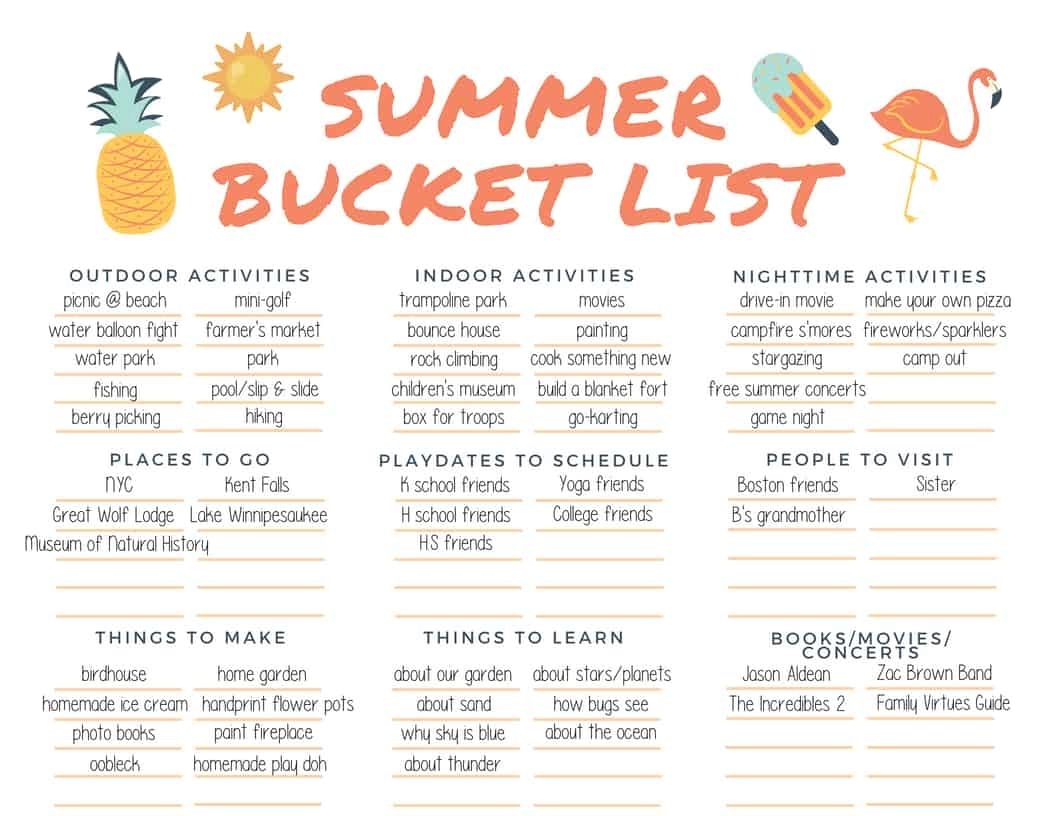 SUMMER
BUCKET LIST
OUTDOOR ACTIVITIES
picnic @ beach mini-golf
water balloon fight farmer's market
water park park
fishing pool/slip & slide
berry picking hiking
INDOOR ACTIVITIES
trampoline park movies
bounce house painting
rock climbing cook something new
children's museum build a blanket fort
box for troops go-karting
NIGHTTIME ACTIVITIES
drive-in movie make your own pizza
campfire s'mores fireworks/sparklers
stargazing camp out
free summer concerts
game night
PLACES TO GO
NYC Kent Falls
Great Wolf Lodge Lake Winnipesaukee
Museum of Natural History
PLAYDATES TO SCHEDULE
K school friends Yoga friends
H school friends College friends
HS friends
PEOPLE TO VISIT
Boston friends Sister
B's grandmother
THINGS TO MAKE
birdhouse home garden
homemade ice cream handprint flower pots
photo books paint fireplace
oobleck homemade play doh
THINGS TO LEARN
about our garden about stars/planets
about sand how bugs see
why sky is blue about the ocean
about thunder
BOOKS/MOVIES/
CONCERTS
Jason Aldean Zac Brown Band
The Incredibles 2 Family Virtues Guide